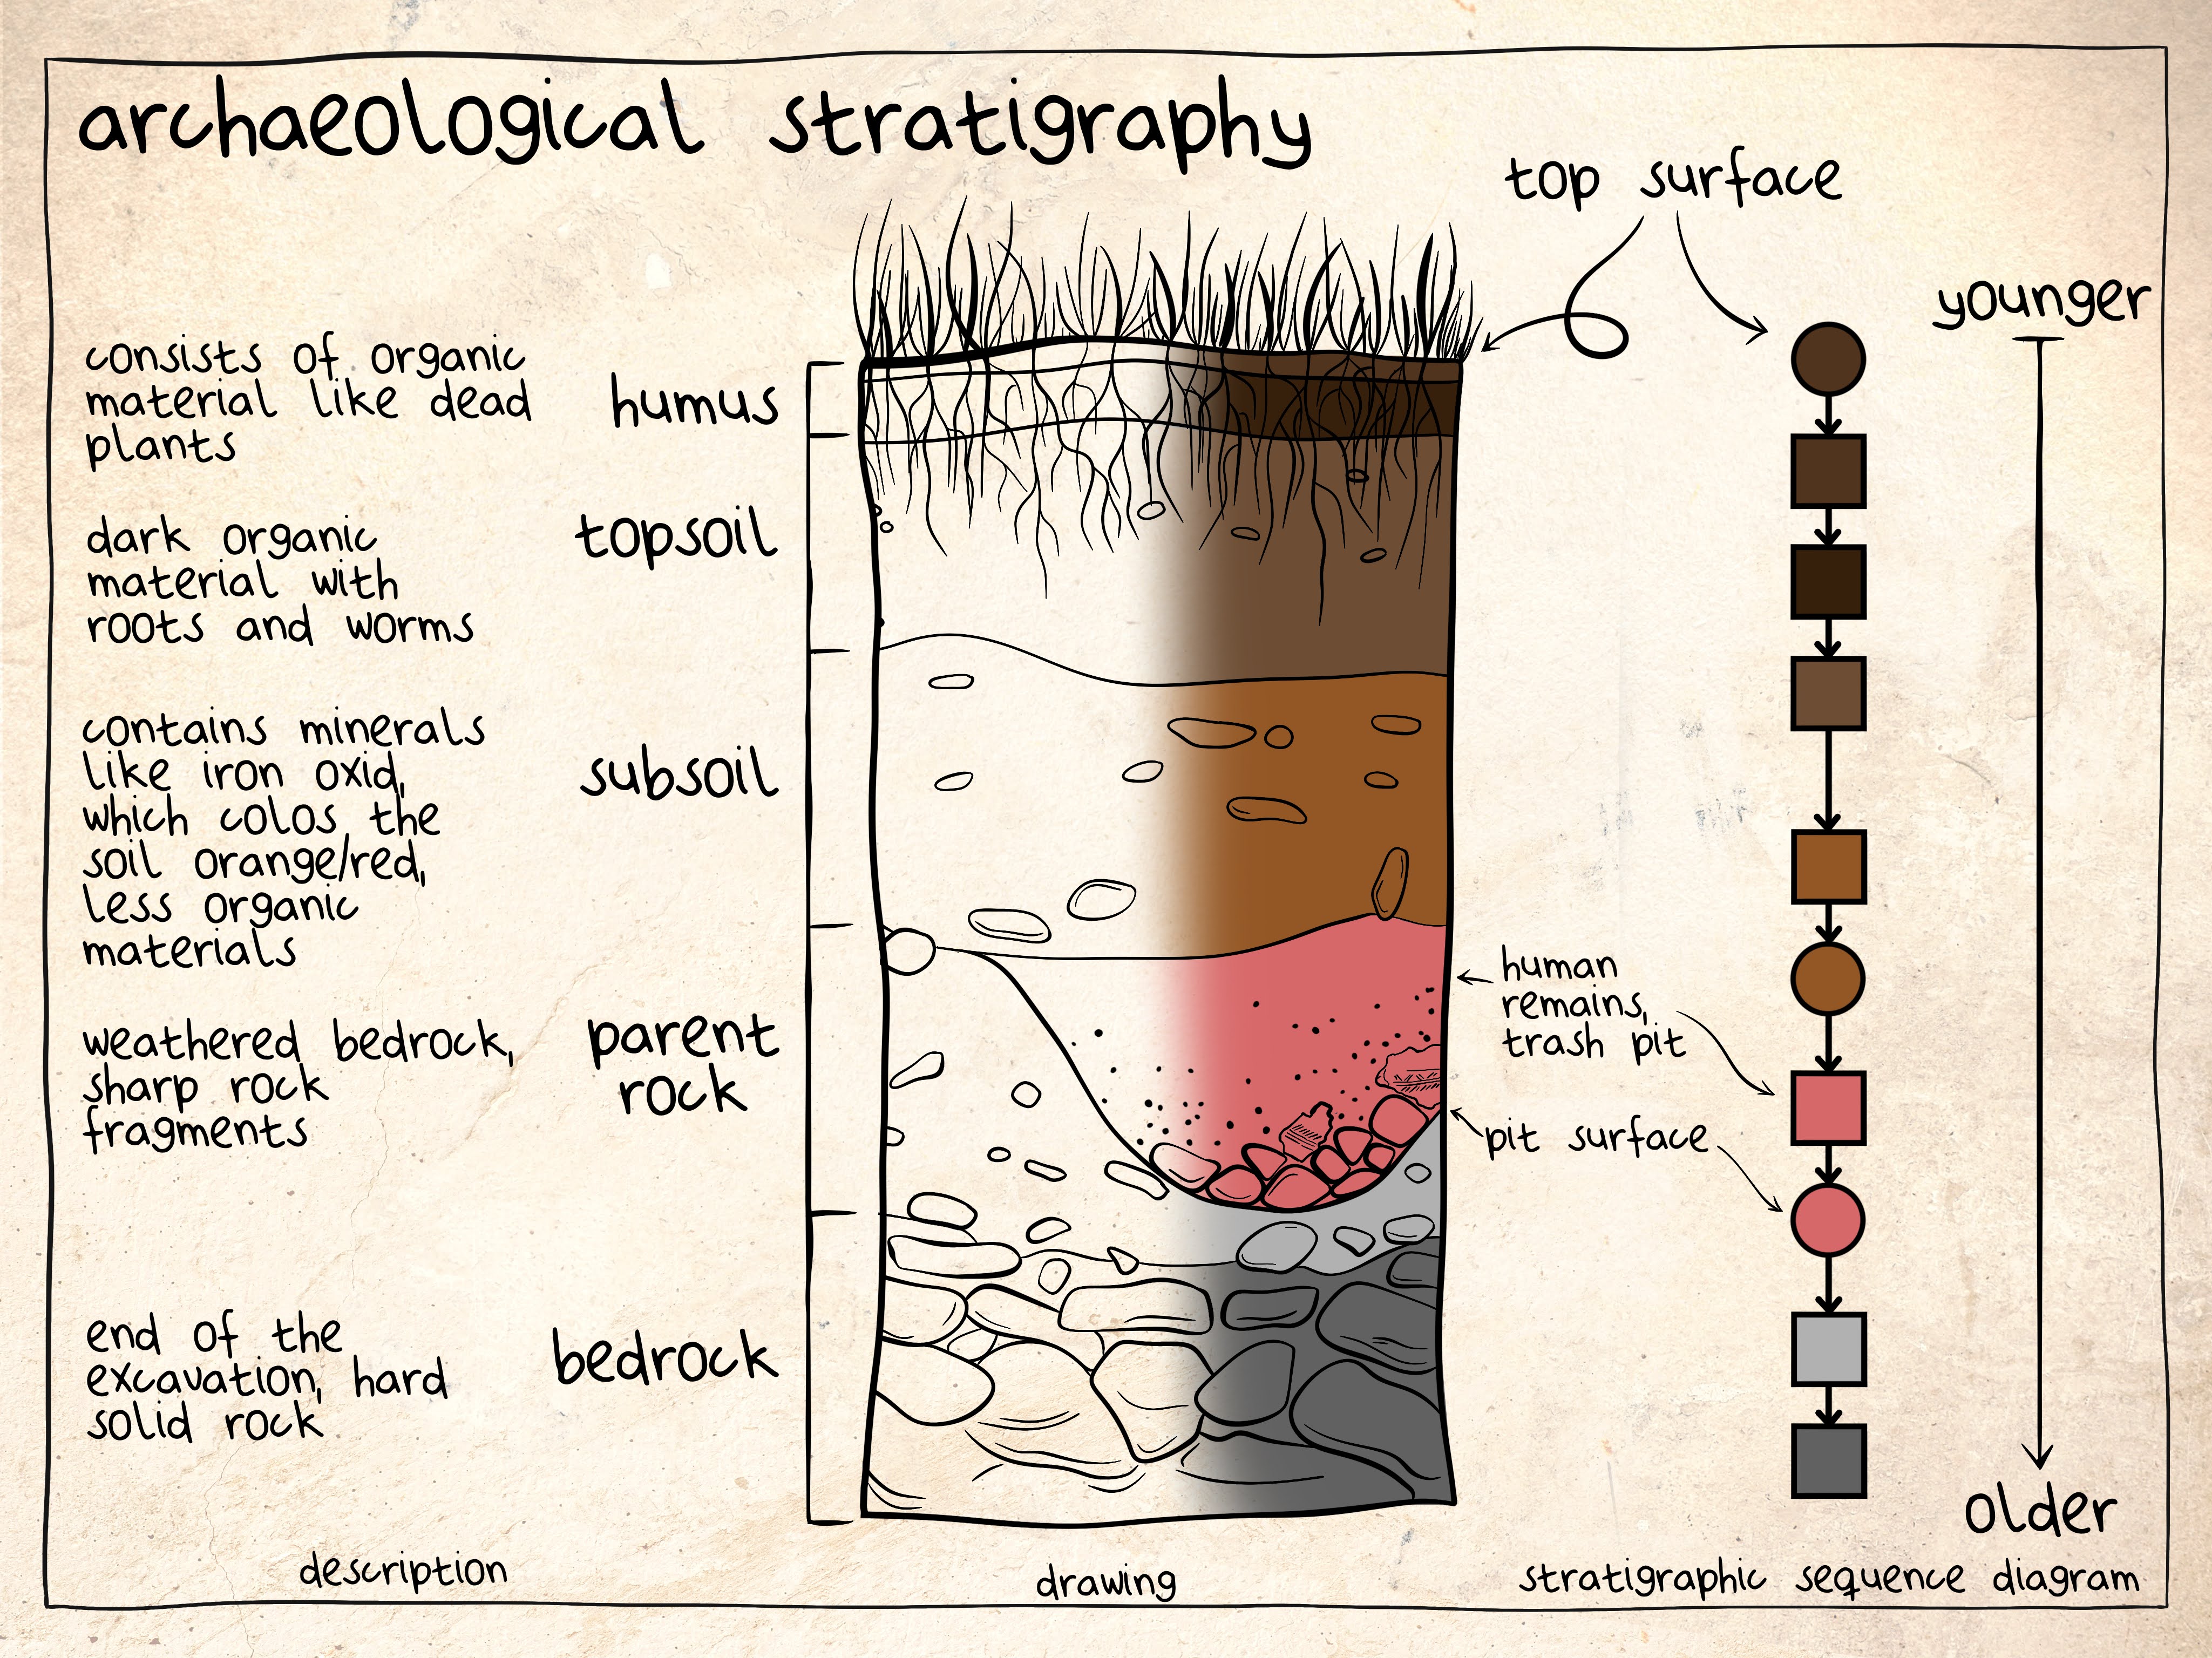 archaeological stratigraphy
top surface
younger
consists of organic
material like dead
plants
humus
dark organic
material with
roots and worms
topsoil
contains minerals
like iron oxid,
which colos the
soil orange/red,
less organic
materials
subsoil
human
remains,
trash pit
weathered bedrock,
sharp rock
fragments
parent
rock
pit surface
end of the
excavation, hard
solid rock
bedrock
older
description
drawing
stratigraphic sequence diagram